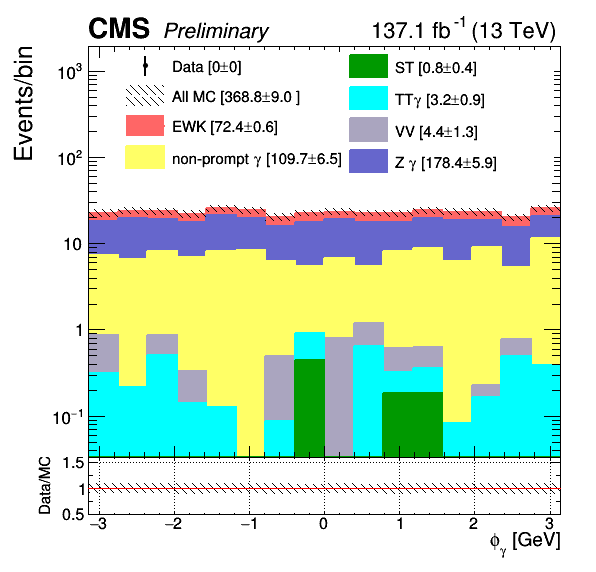 CMS Preliminary 137.1 fb⁻¹ (13 TeV)
Events/bin
10³
10²
10
1
10⁻¹
Data [0±0]
All MC [368.8±9.0 ]
EWK [72.4±0.6]
non-prompt γ [109.7±6.5]
ST [0.8±0.4]
TTγ [3.2±0.9]
VV [4.4±1.3]
Z γ [178.4±5.9]
Data/MC
1.5
1
0.5
−3 −2 −1 0 1 2 3
ϕγ [GeV]